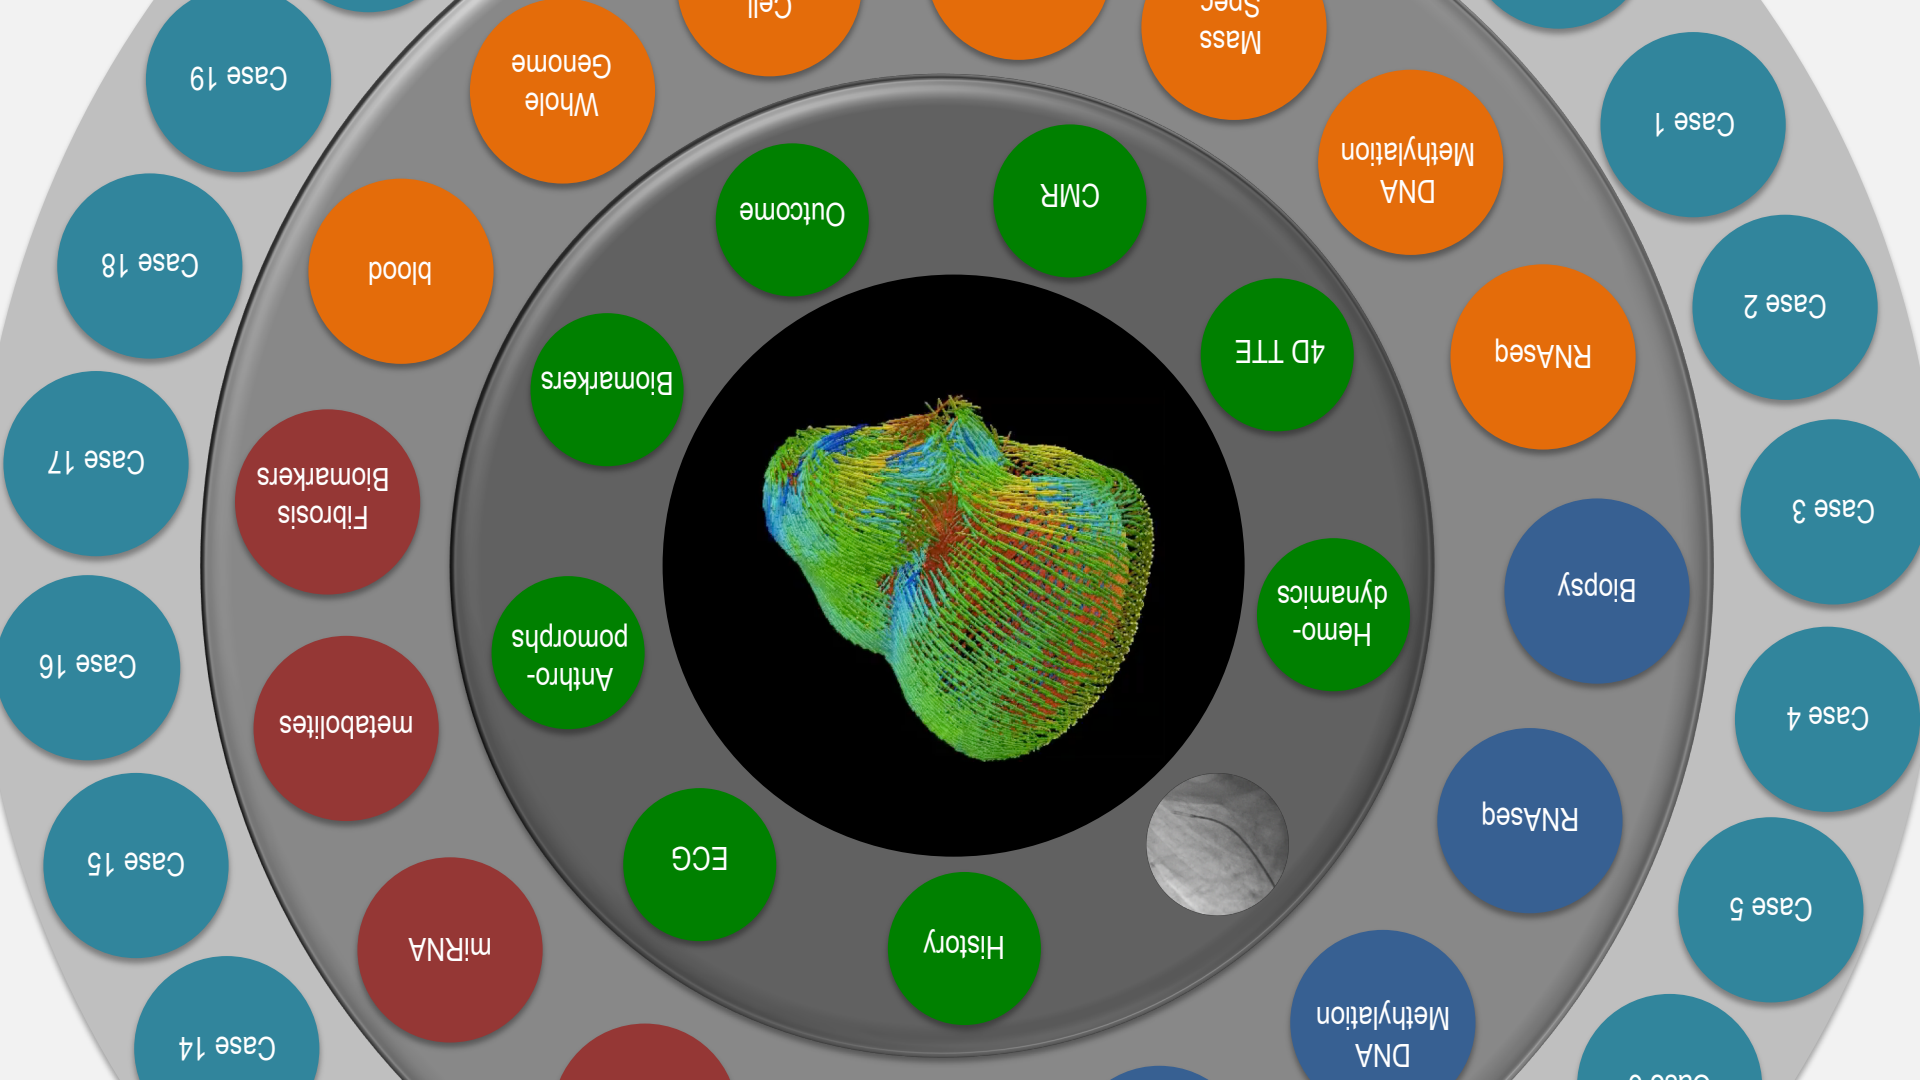 Case 1
Case 2
Case 3
Case 4
Case 5
Case 14
Case 15
Case 16
Case 17
Case 18
Case 19
Mass
Spec
DNA
Methylation
RNAseq
Biopsy
RNAseq
DNA
Methylation
miRNA
metabolites
Fibrosis
Biomarkers
blood
Whole
Genome
Cell
CMR
4D TTE
Hemo-
dynamics
History
ECG
Anthro-
pomorphs
Biomarkers
Outcome